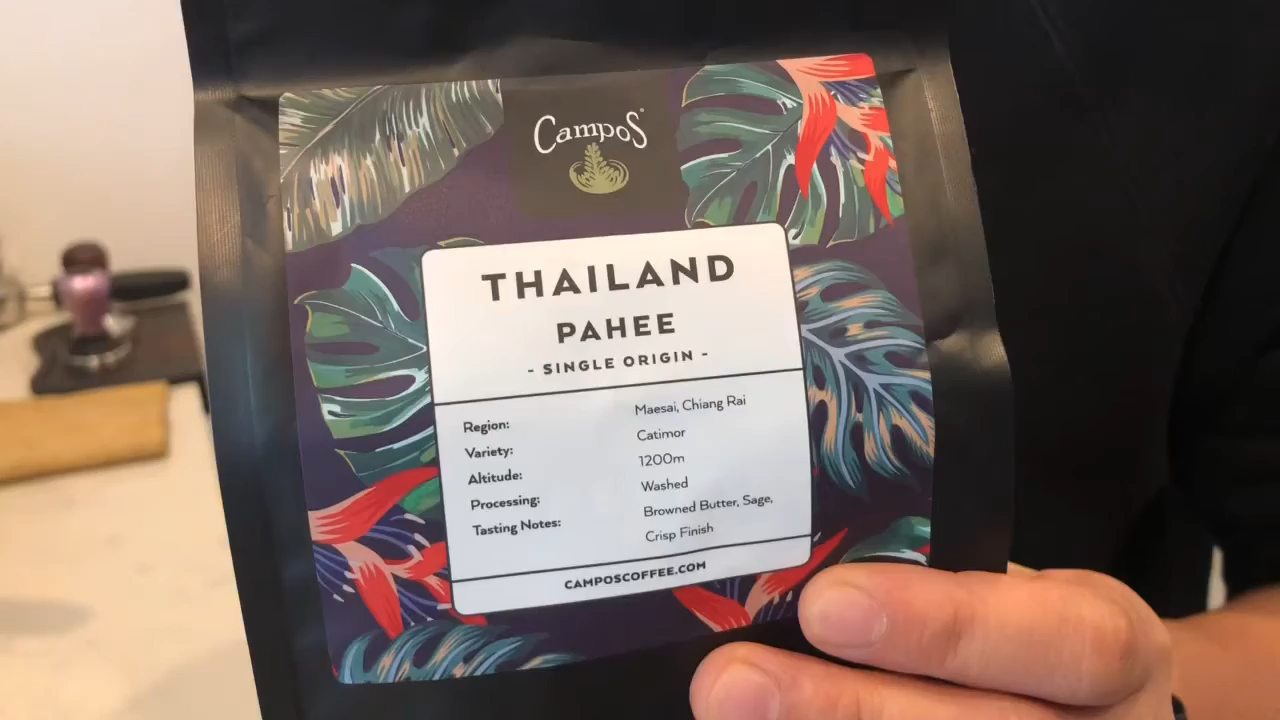 Campos
THAILAND
PAHEE
- SINGLE ORIGIN -
Region: Maesai, Chiang Rai
Variety: Catimor
Altitude: 1200m
Processing: Washed
Tasting Notes: Browned Butter, Sage,
Crisp Finish
CAMPOSCOFFEE.COM